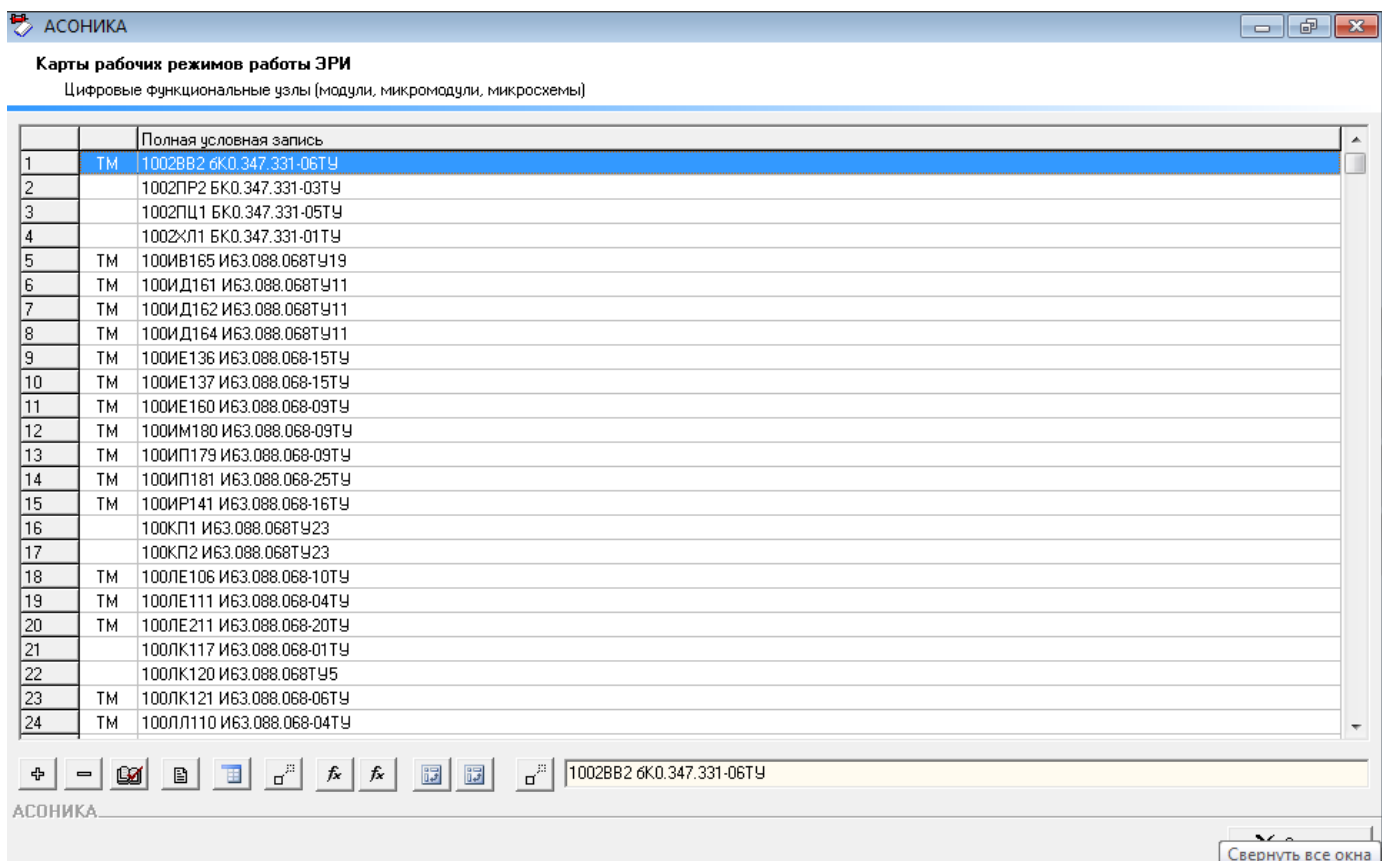 АСОНИКА
Карты рабочих режимов работы ЭРИ
Цифровые функциональные узлы (модули, микромодули, микросхемы)
Полная условная запись
1 ТМ 1002ВВ2 бК0.347.331-06ТУ
2 1002ПР2 БК0.347.331-03ТУ
3 1002ПЦ1 БК0.347.331-05ТУ
4 1002ХЛ1 БК0.347.331-01ТУ
5 ТМ 100ИВ165 И63.088.068ТУ19
6 ТМ 100ИД161 И63.088.068ТУ11
7 ТМ 100ИД162 И63.088.068ТУ11
8 ТМ 100ИД164 И63.088.068ТУ11
9 ТМ 100ИЕ136 И63.088.068-15ТУ
10 ТМ 100ИЕ137 И63.088.068-15ТУ
11 ТМ 100ИЕ160 И63.088.068-09ТУ
12 ТМ 100ИМ180 И63.088.068-09ТУ
13 ТМ 100ИП179 И63.088.068-09ТУ
14 ТМ 100ИП181 И63.088.068-25ТУ
15 ТМ 100ИР141 И63.088.068-16ТУ
16 100КП1 И63.088.068ТУ23
17 100КП2 И63.088.068ТУ23
18 ТМ 100ЛЕ106 И63.088.068-10ТУ
19 ТМ 100ЛЕ111 И63.088.068-04ТУ
20 ТМ 100ЛЕ211 И63.088.068-20ТУ
21 100ЛК117 И63.088.068-01ТУ
22 100ЛК120 И63.088.068ТУ5
23 ТМ 100ЛК121 И63.088.068-06ТУ
24 ТМ 100ЛЛ110 И63.088.068-04ТУ
fx fx 1002ВВ2 бК0.347.331-06ТУ
АСОНИКА
Свернуть все окна